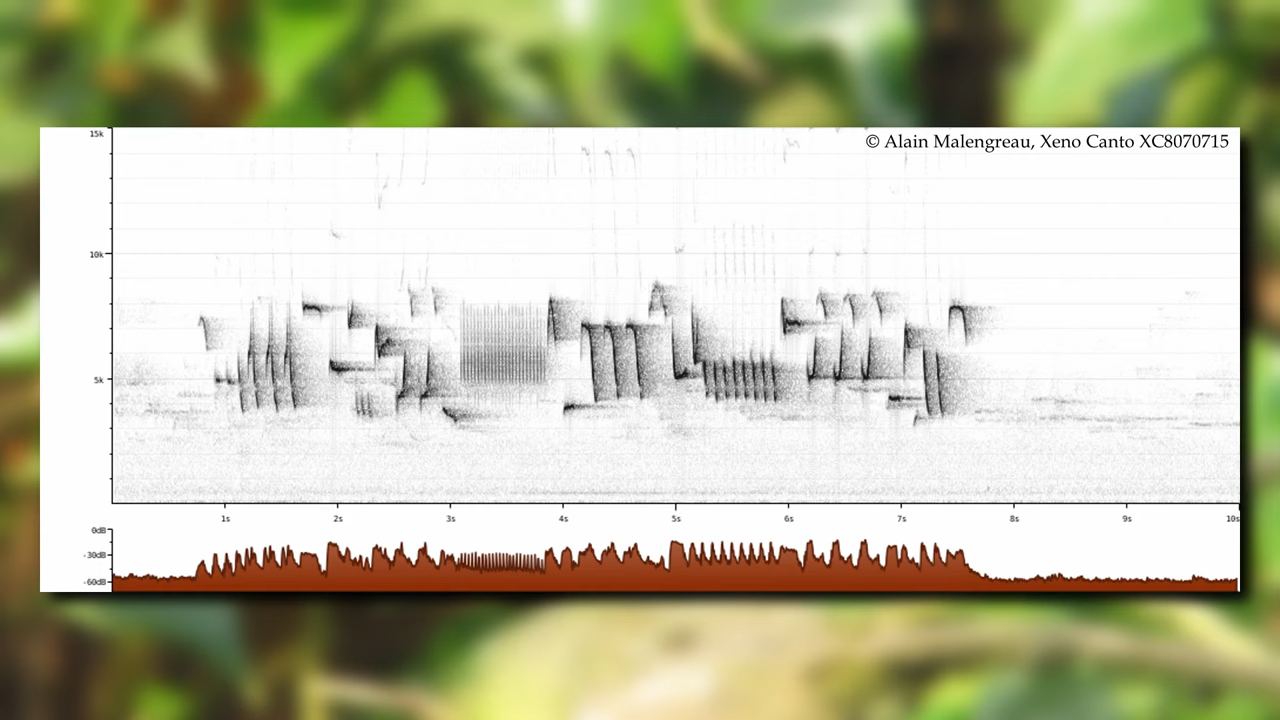 © Alain Malengreau, Xeno Canto XC8070715
15k
10k
5k
1s 2s 3s 4s 5s 6s 7s 8s 9s 10s
0dB
-30dB
-60dB